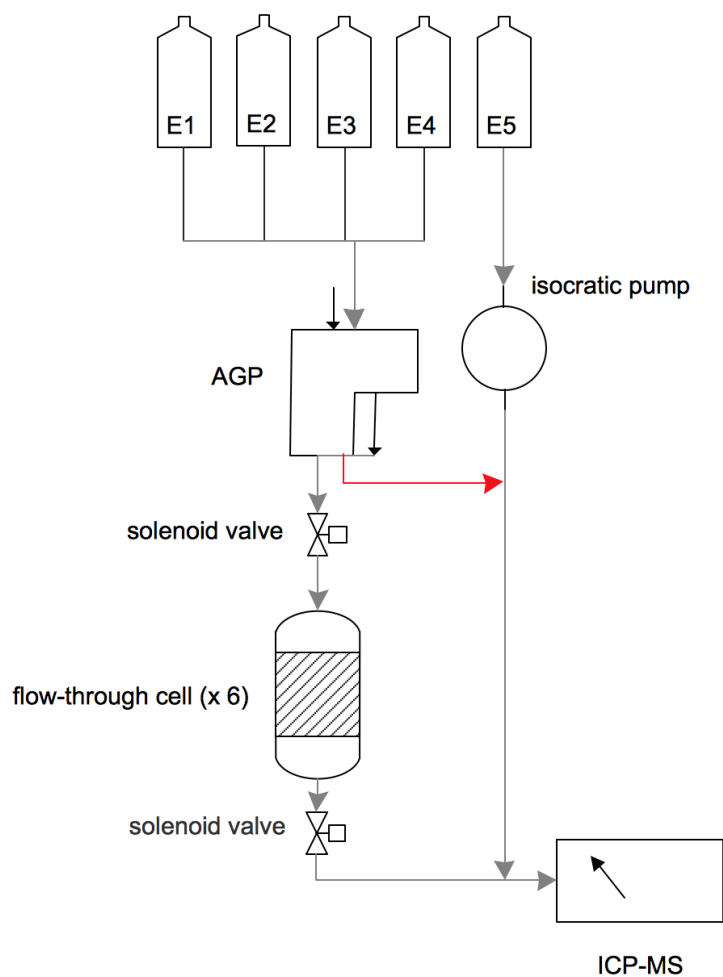 E1
E2
E3
E4
E5
isocratic pump
AGP
solenoid valve
flow-through cell (x 6)
solenoid valve
ICP-MS